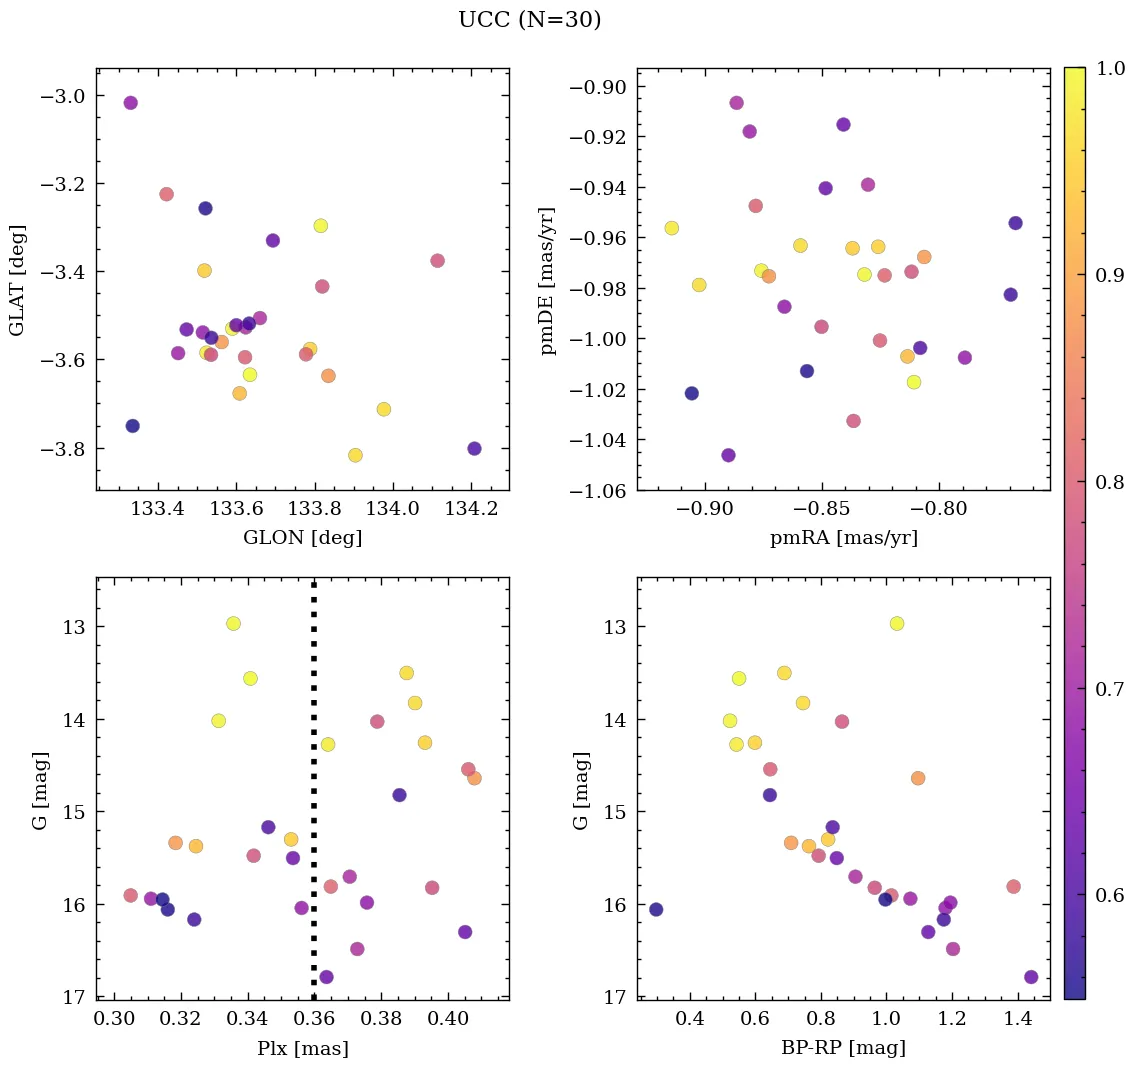 UCC (N=30)
−3.0
−3.2
−3.4
−3.6
−3.8
GLAT [deg]
133.4 133.6 133.8 134.0 134.2
GLON [deg]
−0.90
−0.92
−0.94
−0.96
−0.98
−1.00
−1.02
−1.04
−1.06
pmDE [mas/yr]
−0.90 −0.85 −0.80
pmRA [mas/yr]
13
14
15
16
17
G [mag]
0.30 0.32 0.34 0.36 0.38 0.40
Plx [mas]
13
14
15
16
17
G [mag]
0.4 0.6 0.8 1.0 1.2 1.4
BP-RP [mag]
1.0
0.9
0.8
0.7
0.6